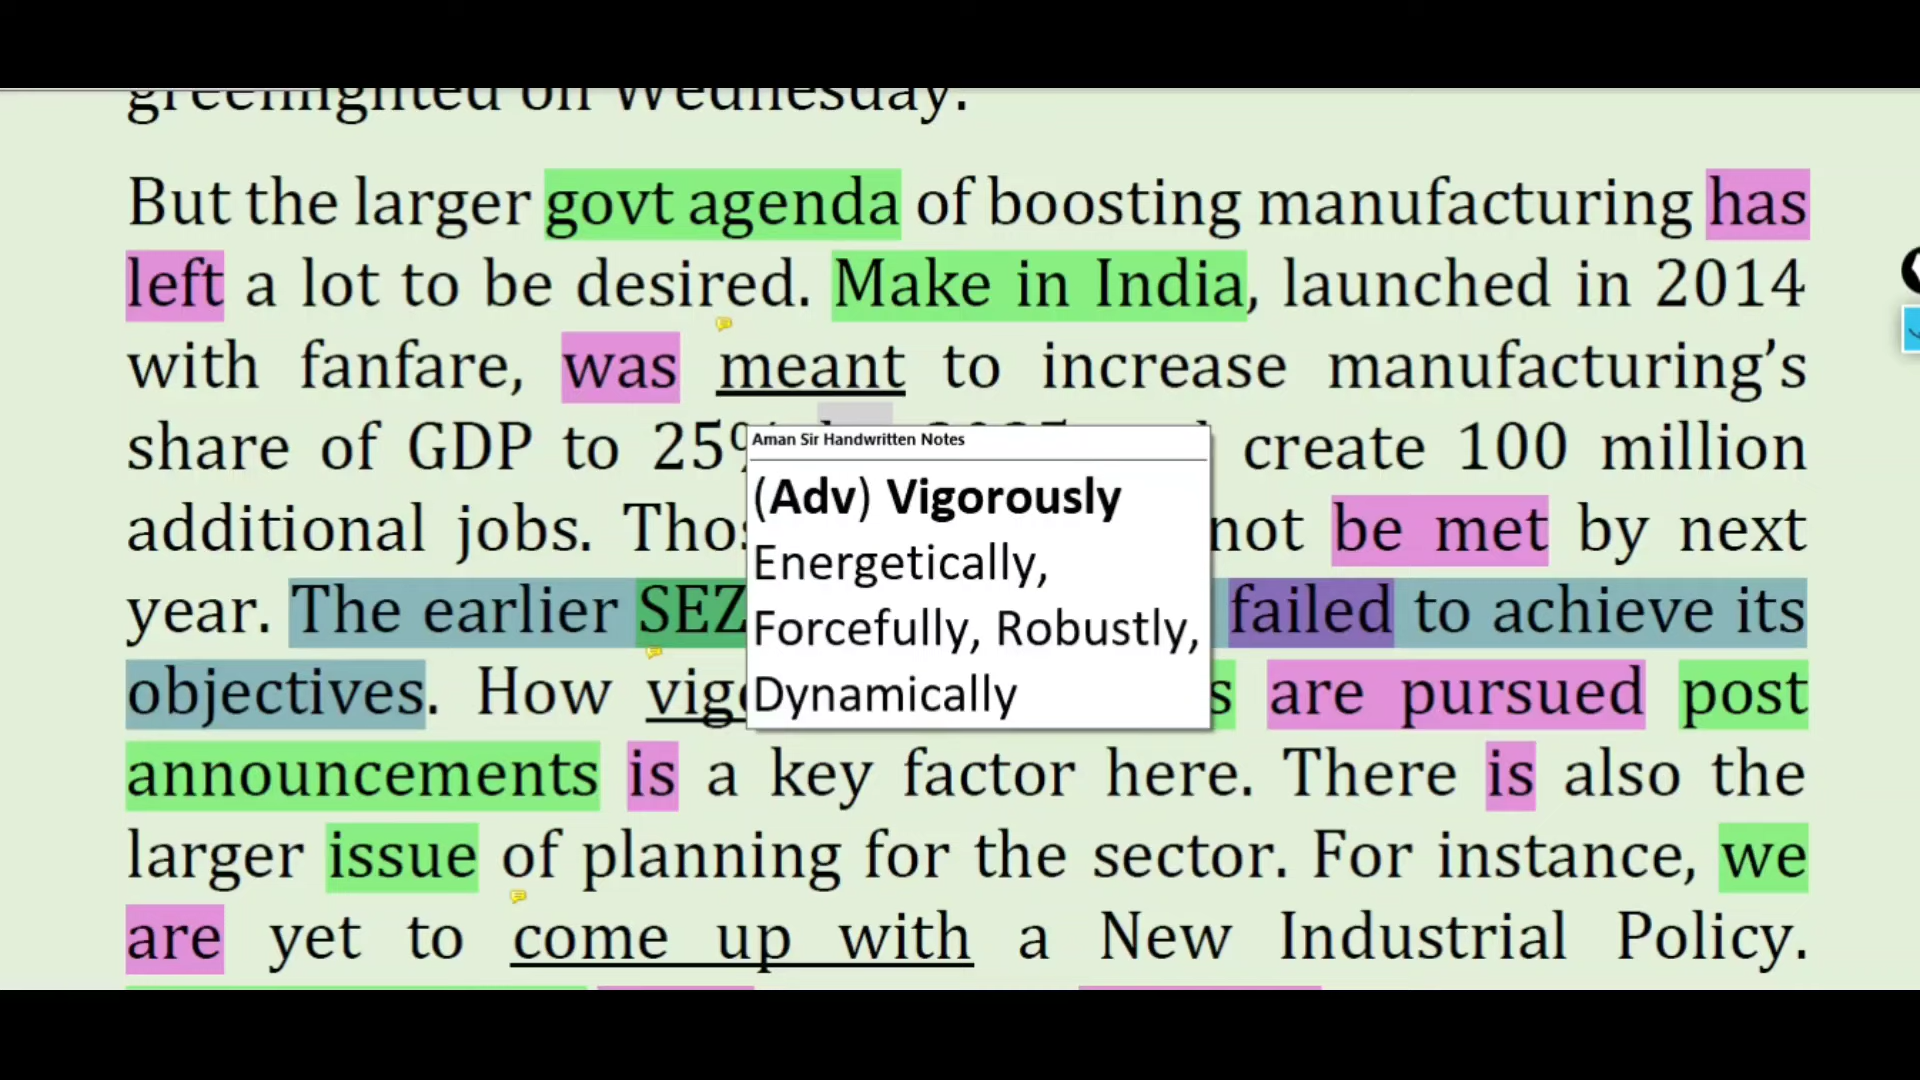 greenlighted on Wednesday.
But the larger govt agenda of boosting manufacturing has
left a lot to be desired. Make in India, launched in 2014
with fanfare, was meant to increase manufacturing's
share of GDP to 25% create 100 million
Aman Sir Handwritten Notes
(Adv) Vigorously
Energetically,
Forcefully, Robustly,
Dynamically
additional jobs. not be met by next
year. The earlier SEZ failed to achieve its
objectives. How are pursued post
announcements is a key factor here. There is also the
larger issue of planning for the sector. For instance, we
are yet to come up with a New Industrial Policy.